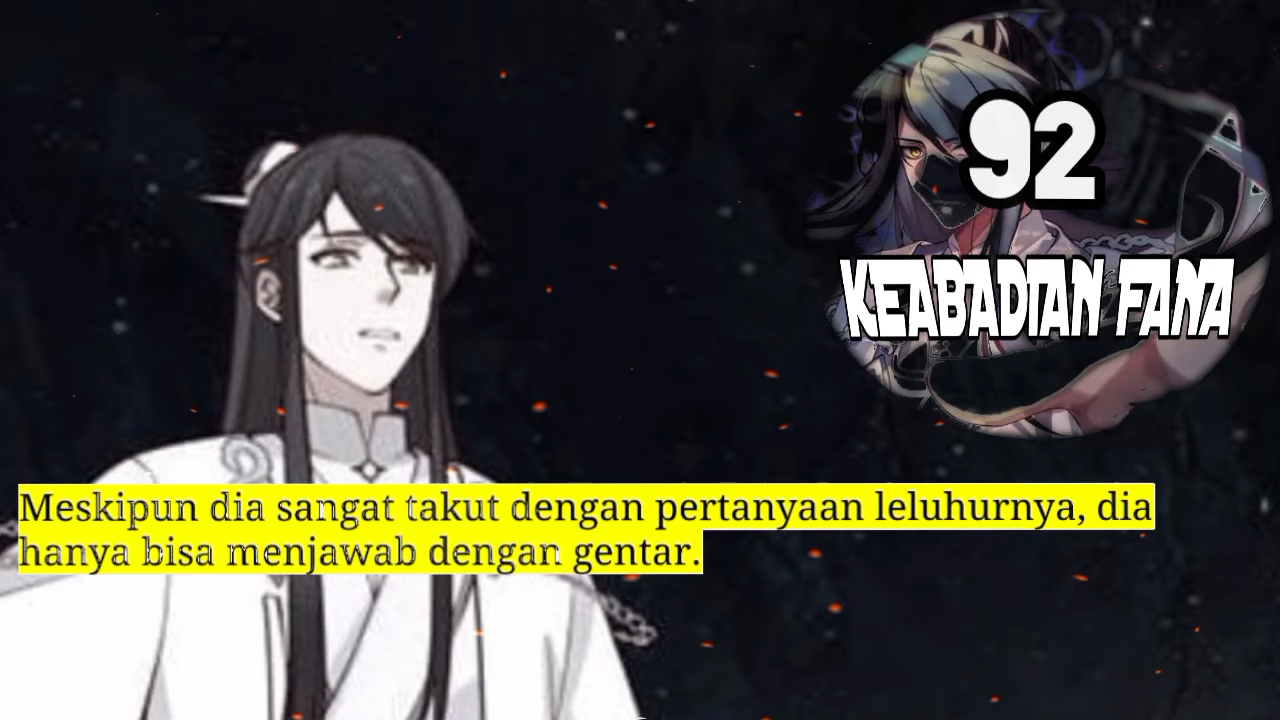 92
KEABADIAN FANA
Meskipun dia sangat takut dengan pertanyaan leluhurnya, dia
hanya bisa menjawab dengan gentar.